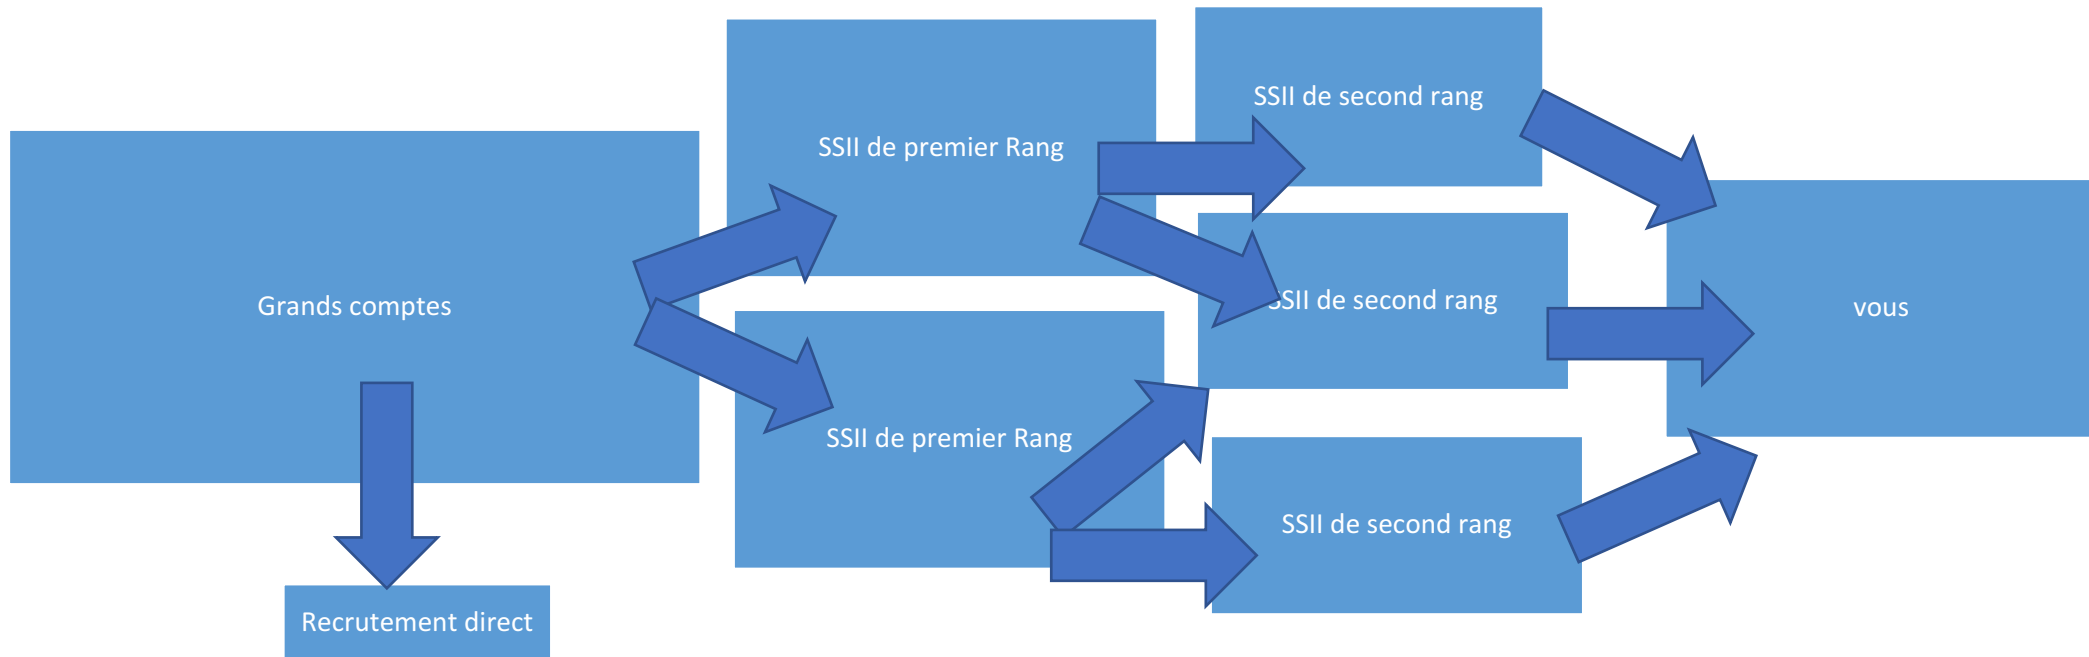 Grands comptes
Recrutement direct
SSII de premier Rang
SSII de premier Rang
SSII de second rang
SSII de second rang
SSII de second rang
vous